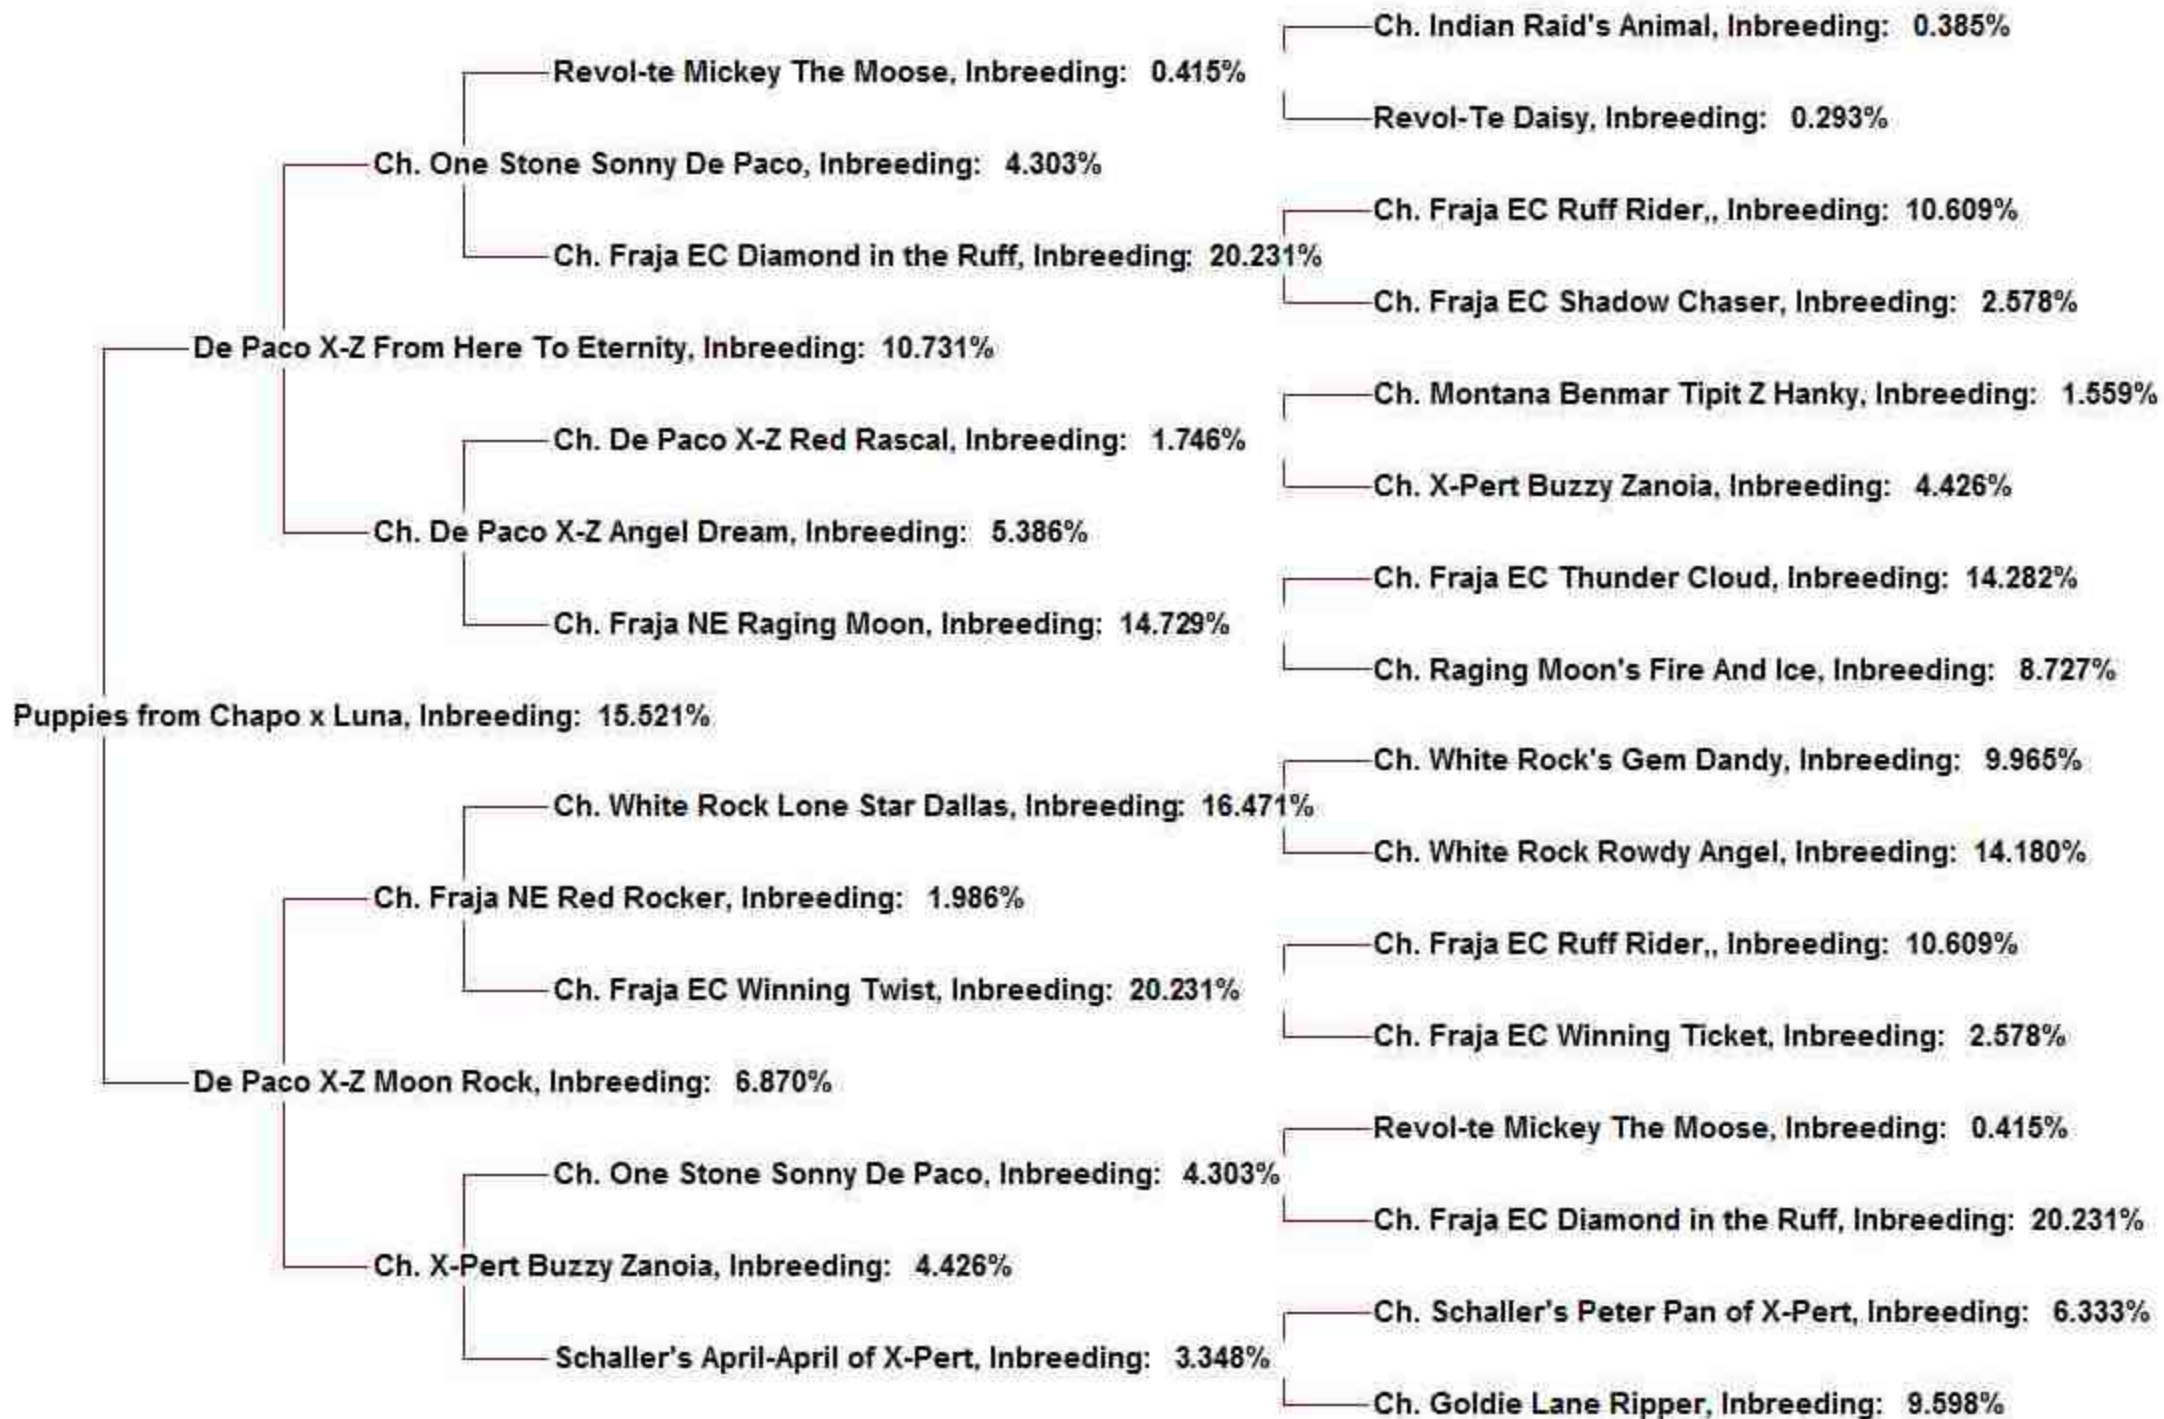 Ch. Indian Raid's Animal, Inbreeding: 0.385%
Revol-te Mickey The Moose, Inbreeding: 0.415%
Revol-Te Daisy, Inbreeding: 0.293%
Ch. One Stone Sonny De Paco, Inbreeding: 4.303%
Ch. Fraja EC Ruff Rider,, Inbreeding: 10.609%
Ch. Fraja EC Diamond in the Ruff, Inbreeding: 20.231%
Ch. Fraja EC Shadow Chaser, Inbreeding: 2.578%
De Paco X-Z From Here To Eternity, Inbreeding: 10.731%
Ch. Montana Benmar Tipit Z Hanky, Inbreeding: 1.559%
Ch. De Paco X-Z Red Rascal, Inbreeding: 1.746%
Ch. X-Pert Buzzy Zanoia, Inbreeding: 4.426%
Ch. De Paco X-Z Angel Dream, Inbreeding: 5.386%
Ch. Fraja EC Thunder Cloud, Inbreeding: 14.282%
Ch. Fraja NE Raging Moon, Inbreeding: 14.729%
Ch. Raging Moon's Fire And Ice, Inbreeding: 8.727%
Puppies from Chapo x Luna, Inbreeding: 15.521%
Ch. White Rock's Gem Dandy, Inbreeding: 9.965%
Ch. White Rock Lone Star Dallas, Inbreeding: 16.471%
Ch. White Rock Rowdy Angel, Inbreeding: 14.180%
Ch. Fraja NE Red Rocker, Inbreeding: 1.986%
Ch. Fraja EC Ruff Rider,, Inbreeding: 10.609%
Ch. Fraja EC Winning Twist, Inbreeding: 20.231%
Ch. Fraja EC Winning Ticket, Inbreeding: 2.578%
De Paco X-Z Moon Rock, Inbreeding: 6.870%
Revol-te Mickey The Moose, Inbreeding: 0.415%
Ch. One Stone Sonny De Paco, Inbreeding: 4.303%
Ch. Fraja EC Diamond in the Ruff, Inbreeding: 20.231%
Ch. X-Pert Buzzy Zanoia, Inbreeding: 4.426%
Ch. Schaller's Peter Pan of X-Pert, Inbreeding: 6.333%
Schaller's April-April of X-Pert, Inbreeding: 3.348%
Ch. Goldie Lane Ripper, Inbreeding: 9.598%